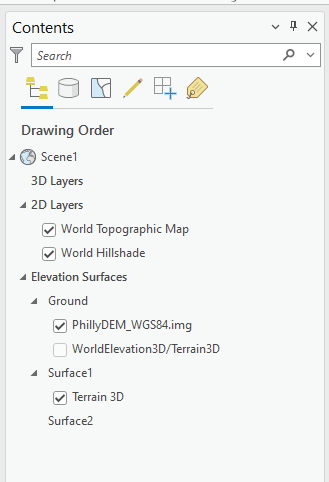 Contents
Search
Drawing Order
Scene1
3D Layers
2D Layers
World Topographic Map
World Hillshade
Elevation Surfaces
Ground
PhillyDEM_WGS84.img
WorldElevation3D/Terrain3D
Surface1
Terrain 3D
Surface2